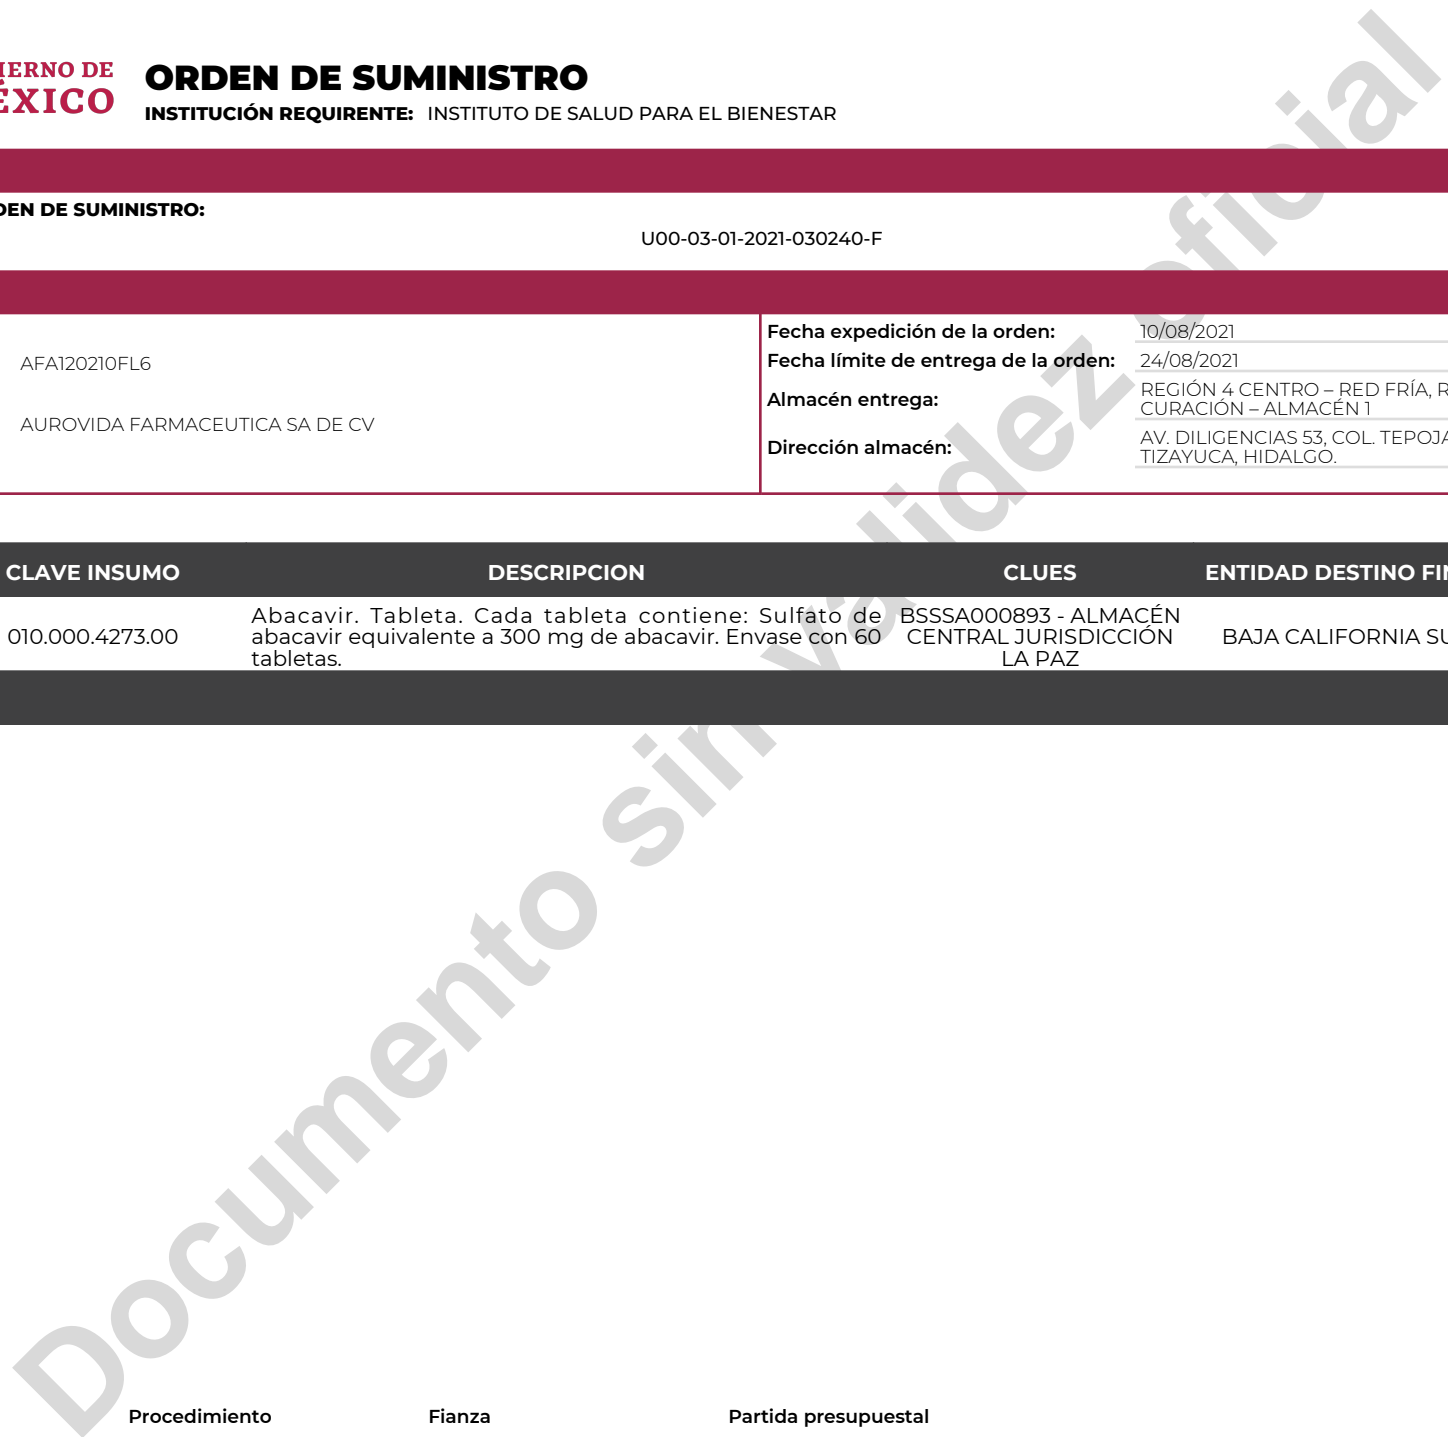 IERNO DE
ÉXICO
ORDEN DE SUMINISTRO
INSTITUCIÓN REQUIRENTE: INSTITUTO DE SALUD PARA EL BIENESTAR
DEN DE SUMINISTRO:
U00-03-01-2021-030240-F
AFA120210FL6
AUROVIDA FARMACEUTICA SA DE CV
Fecha expedición de la orden: 10/08/2021
Fecha límite de entrega de la orden: 24/08/2021
Almacén entrega: REGIÓN 4 CENTRO – RED FRÍA, R
CURACIÓN – ALMACÉN 1
Dirección almacén: AV. DILIGENCIAS 53, COL. TEPOJA
TIZAYUCA, HIDALGO.
CLAVE INSUMO DESCRIPCION CLUES ENTIDAD DESTINO FIN
010.000.4273.00
Abacavir. Tableta. Cada tableta contiene: Sulfato de
abacavir equivalente a 300 mg de abacavir. Envase con 60
tabletas.
BSSSA000893 - ALMACÉN
CENTRAL JURISDICCIÓN
LA PAZ
BAJA CALIFORNIA SU
Documento sin validez oficial
Procedimiento Fianza Partida presupuestal